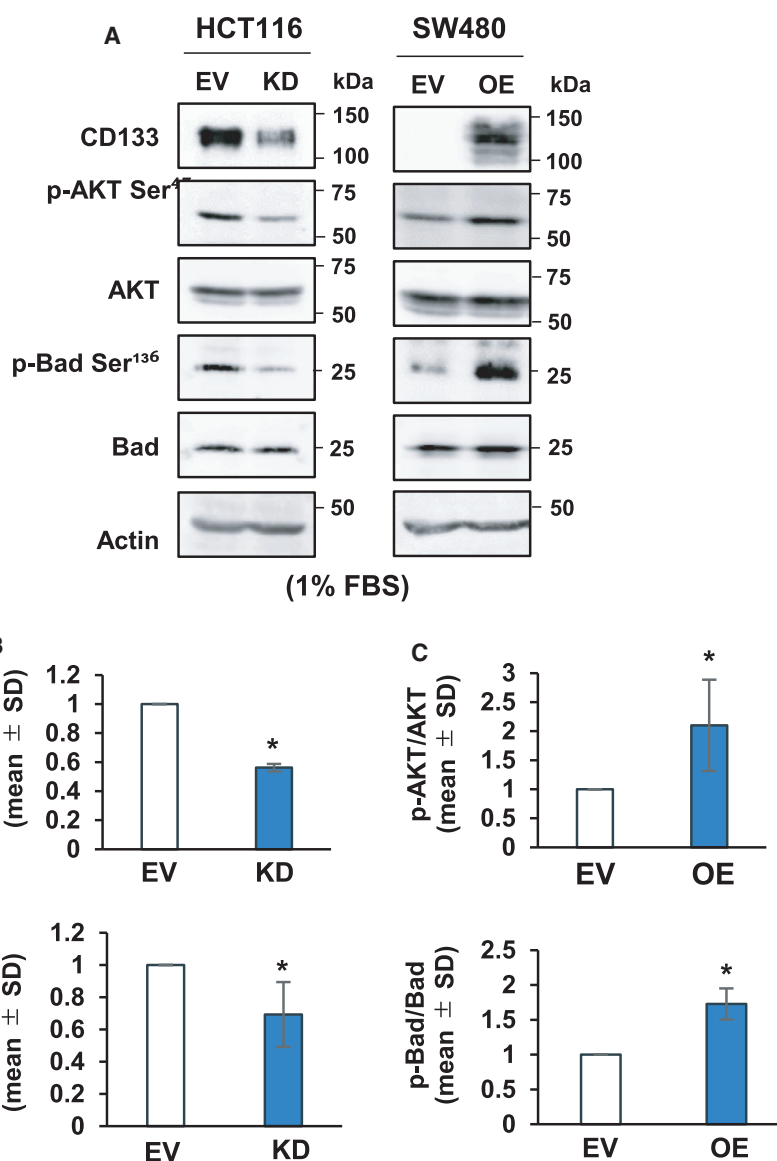 A
HCT116
SW480
EV KD kDa
EV OE kDa
CD133
150
100
150
100
p-AKT Ser
75
50
75
50
AKT
75
50
75
50
p-Bad Ser¹³⁶
25
25
Bad
25
25
Actin
50
50
(1% FBS)
(mean ± SD)
1.2
1
0.8
0.6
0.4
0.2
0
*
EV KD
C
p-AKT/AKT
(mean ± SD)
3
2.5
2
1.5
1
0.5
0
*
EV OE
(mean ± SD)
1.2
1
0.8
0.6
0.4
0.2
0
*
EV KD
p-Bad/Bad
(mean ± SD)
2.5
2
1.5
1
0.5
0
*
EV OE